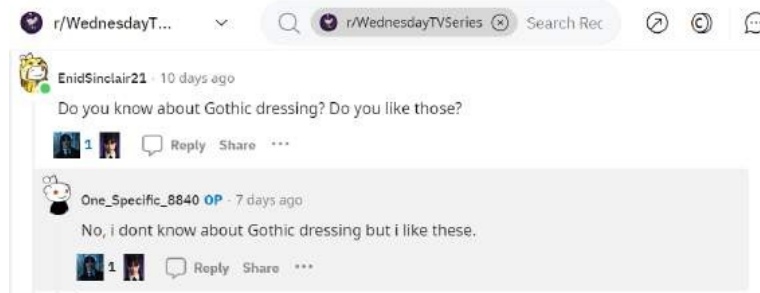 r/WednesdayT... r/WednesdayTVSeries Search Rec
EnidSinclair21 · 10 days ago
Do you know about Gothic dressing? Do you like those?
1 Reply Share ...
One_Specific_8840 OP · 7 days ago
No, i dont know about Gothic dressing but i like these.
1 Reply Share ...